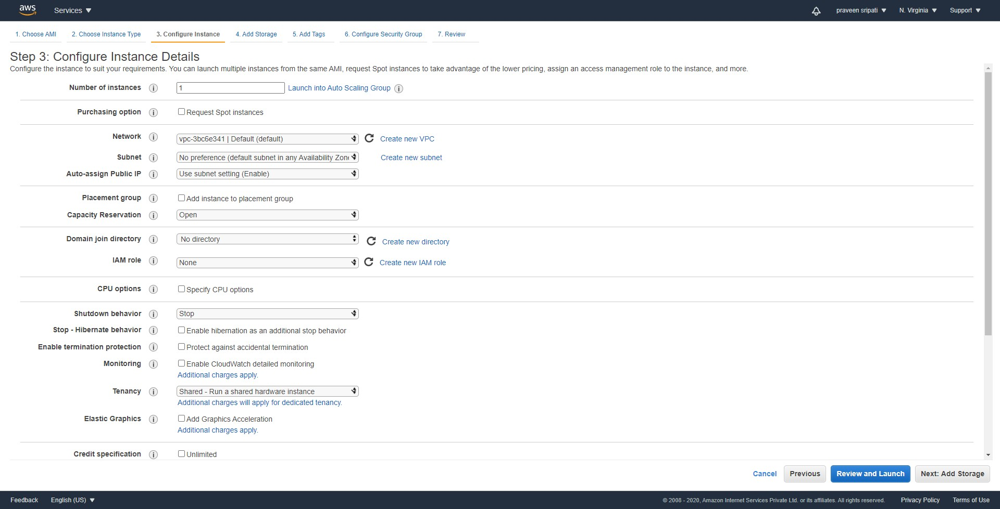 aws Services praveen sripati N. Virginia Support
1. Choose AMI 2. Choose Instance Type 3. Configure Instance 4. Add Storage 5. Add Tags 6. Configure Security Group 7. Review
Step 3: Configure Instance Details
Configure the instance to suit your requirements. You can launch multiple instances from the same AMI, request Spot instances to take advantage of the lower pricing, assign an access management role to the instance, and more.
Number of instances 1 Launch into Auto Scaling Group
Purchasing option Request Spot instances
Network vpc-3bc6e341 | Default (default) Create new VPC
Subnet No preference (default subnet in any Availability Zone Create new subnet
Auto-assign Public IP Use subnet setting (Enable)
Placement group Add instance to placement group
Capacity Reservation Open
Domain join directory No directory Create new directory
IAM role None Create new IAM role
CPU options Specify CPU options
Shutdown behavior Stop
Stop - Hibernate behavior Enable hibernation as an additional stop behavior
Enable termination protection Protect against accidental termination
Monitoring Enable CloudWatch detailed monitoring
Additional charges apply.
Tenancy Shared - Run a shared hardware instance
Additional charges will apply for dedicated tenancy.
Elastic Graphics Add Graphics Acceleration
Additional charges apply.
Credit specification Unlimited
Cancel Previous Review and Launch Next: Add Storage
Feedback English (US) © 2008 - 2020, Amazon Internet Services Private Ltd. or its affiliates. All rights reserved. Privacy Policy Terms of Use